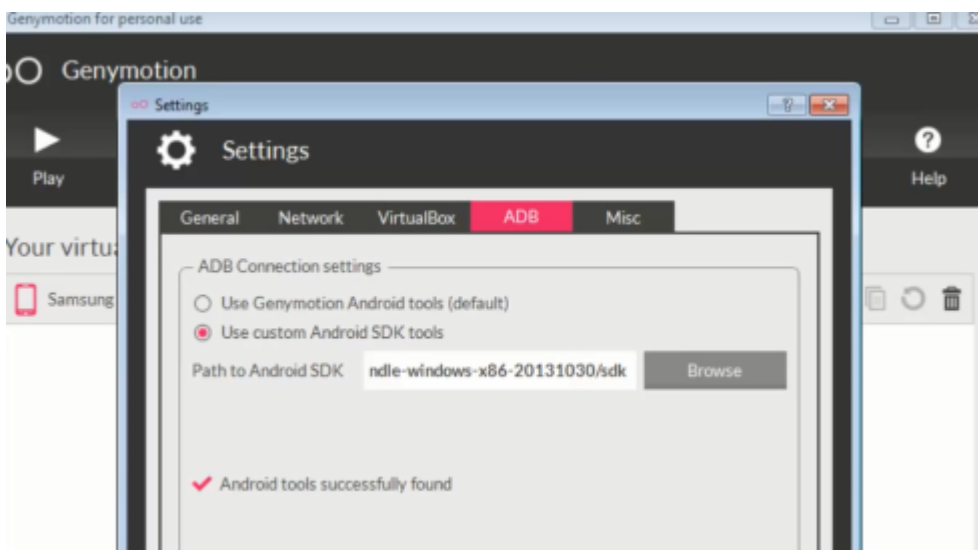 Genymotion for personal use
Genymotion
Settings
Settings
Play
Help
General Network VirtualBox ADB Misc
Your virtu
ADB Connection settings
Samsung
Use Genymotion Android tools (default)
Use custom Android SDK tools
Path to Android SDK ndle-windows-x86-20131030/sdk Browse
Android tools successfully found